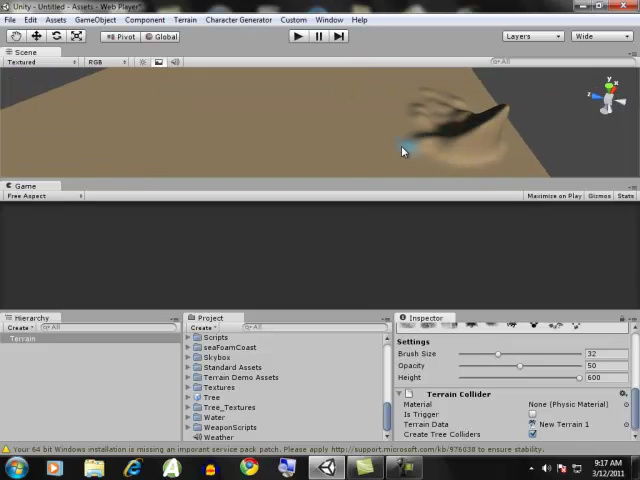 Unity - Untitled - Assets - Web Player*
File Edit Assets GameObject Component Terrain Character Generator Custom Window Help
Pivot Global Layers Wide
Scene
Textured RGB All
y
x
z
Game
Free Aspect Maximize on Play Gizmos Stats
Hierarchy
Create All
Terrain
Project
Create All
Scripts
seaFoamCoast
Skybox
Standard Assets
Terrain Demo Assets
Textures
Tree
Tree_Textures
Water
WeaponScripts
Weather
Inspector
Settings
Brush Size 32
Opacity 50
Height 600
Terrain Collider
Material None (Physic Material)
Is Trigger
Terrain Data New Terrain 1
Create Tree Colliders
Your 64 bit Windows installation is missing an importent service pack patch. Please apply http://support.microsoft.com/kb/976038 to ensure stability.
9:17 AM
3/12/2011